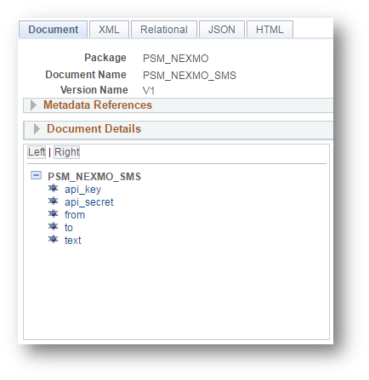 Document XML Relational JSON HTML
Package PSM_NEXMO
Document Name PSM_NEXMO_SMS
Version Name V1
Metadata References
Document Details
Left | Right
PSM_NEXMO_SMS
api_key
api_secret
from
to
text